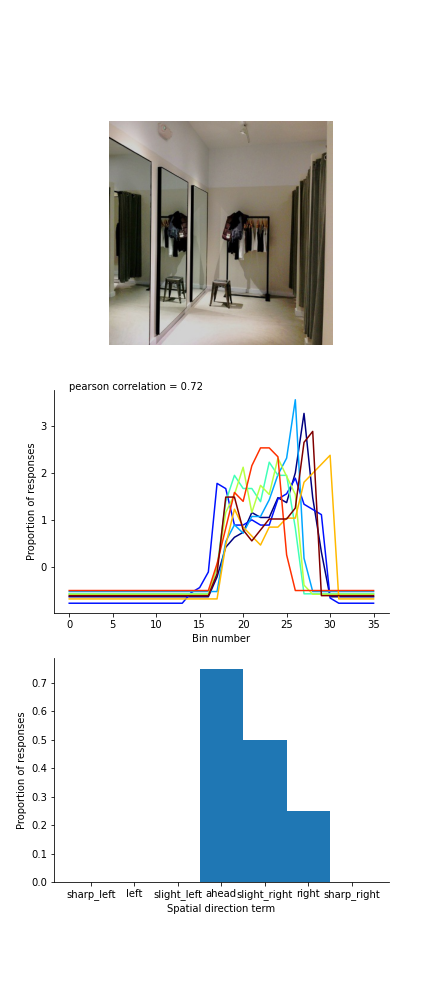 pearson correlation = 0.72
Proportion of responses
3
2
1
0
0 5 10 15 20 25 30 35
Bin number
Proportion of responses
0.7
0.6
0.5
0.4
0.3
0.2
0.1
0.0
sharp_left left slight_left ahead slight_right right sharp_right
Spatial direction term